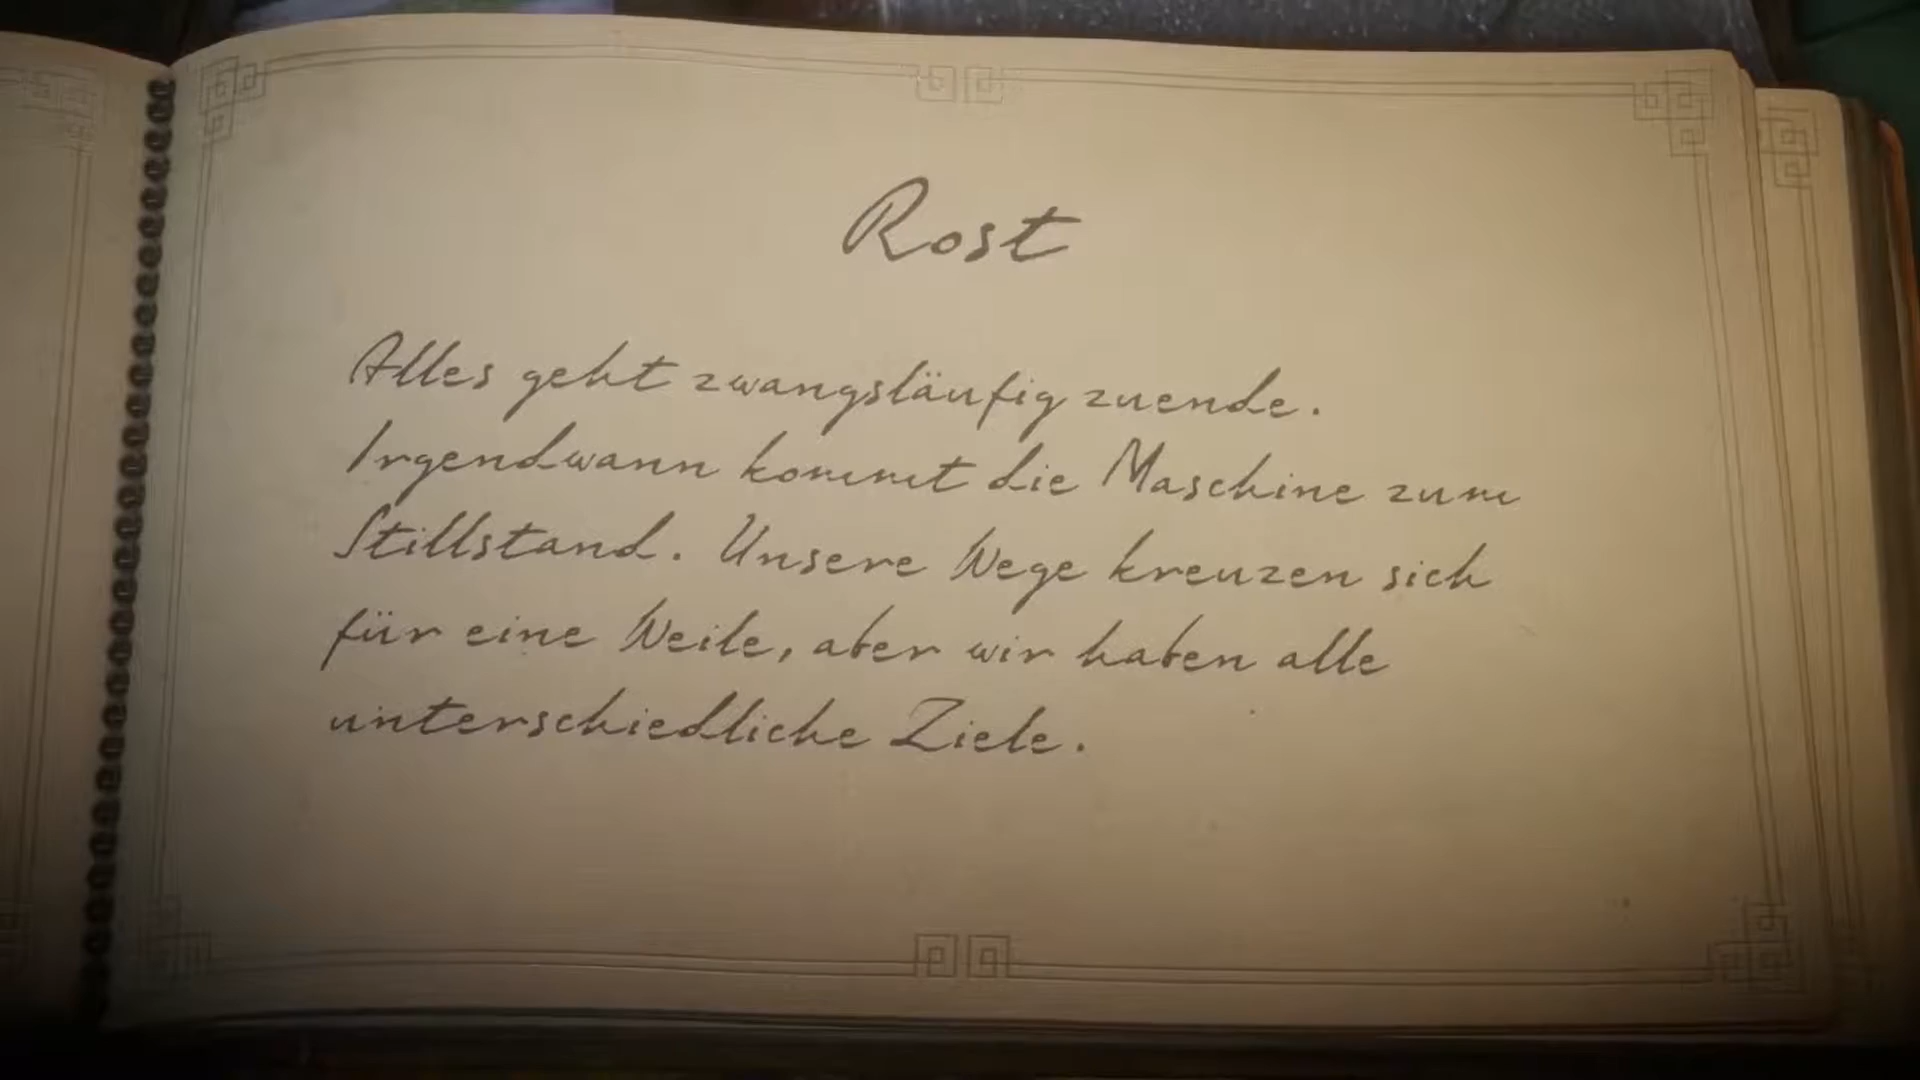 Rost
Alles geht zwangsläufig zuende.
Irgendwann kommt die Maschine zum
Stillstand. Unsere Wege kreuzen sich
für eine Weile, aber wir haben alle
unterschiedliche Ziele.